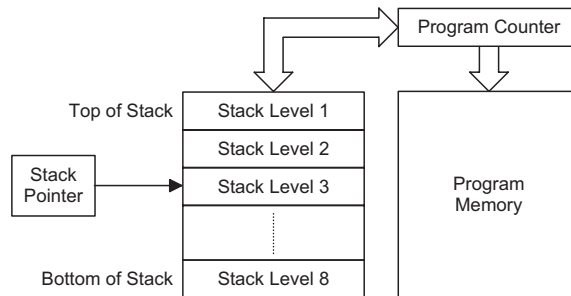 Program Counter
Top of Stack
Stack Level 1
Stack Level 2
Stack
Pointer
Stack Level 3
Program
Memory
Bottom of Stack
Stack Level 8